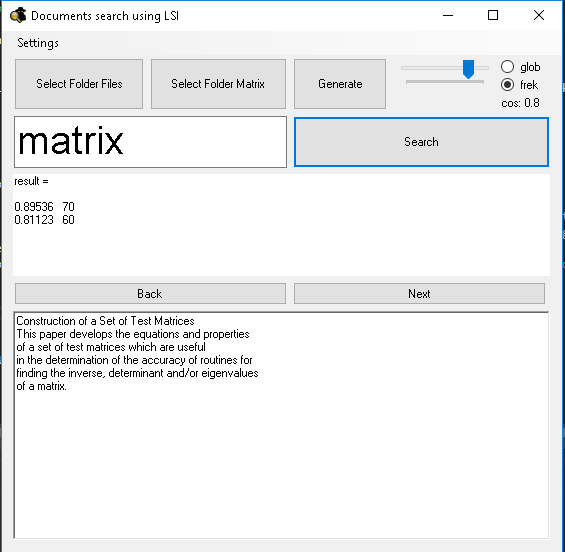 Documents search using LSI
Settings
Select Folder Files
Select Folder Matrix
Generate
glob
frek
cos: 0.8
matrix
Search
result =
0.89536 70
0.81123 60
Back
Next
Construction of a Set of Test Matrices
This paper develops the equations and properties
of a set of test matrices which are useful
in the determination of the accuracy of routines for
finding the inverse, determinant and/or eigenvalues
of a matrix.